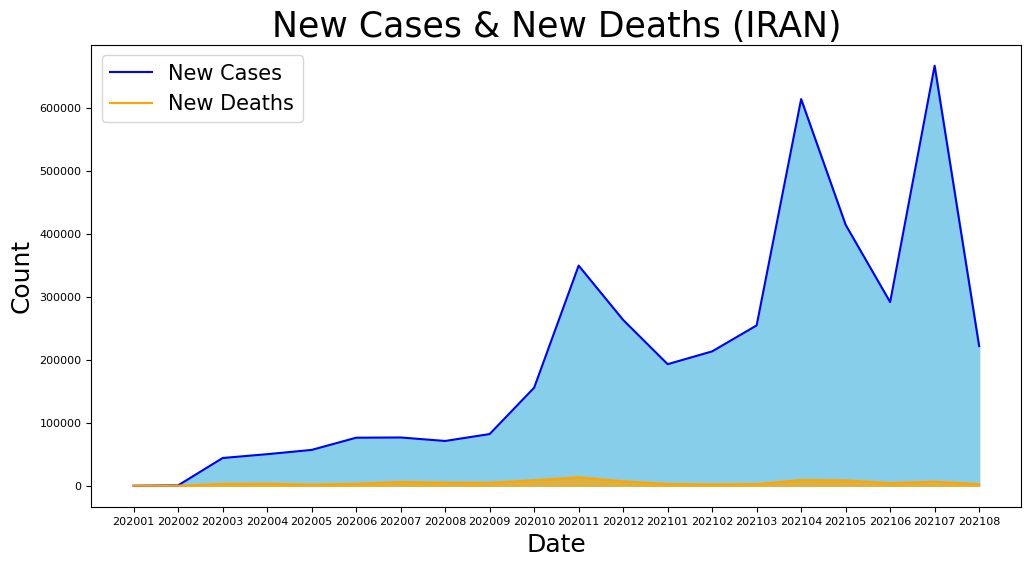 New Cases & New Deaths (IRAN)
New Cases
New Deaths
600000
500000
400000
300000
200000
100000
0
Count
202001 202002 202003 202004 202005 202006 202007 202008 202009 202010 202011 202012 202101 202102 202103 202104 202105 202106 202107 202108
Date